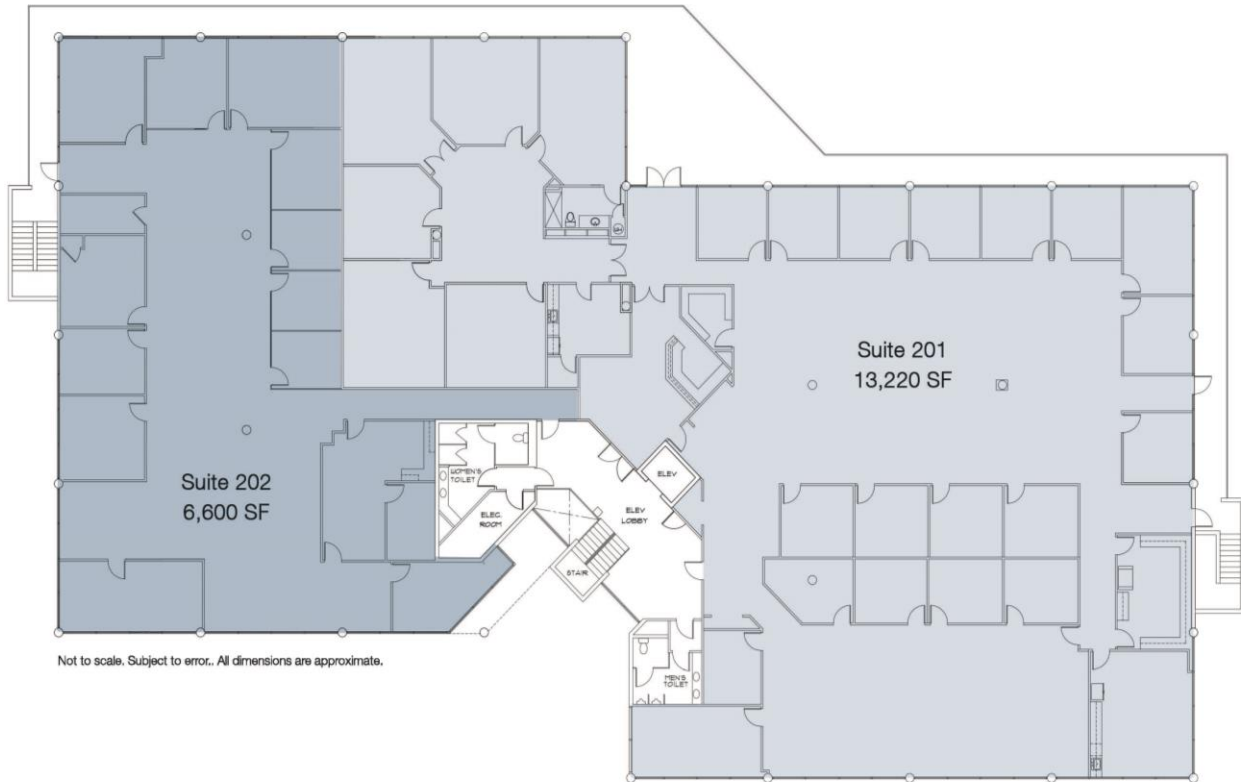 Suite 201
13,220 SF
Suite 202
6,600 SF
WOMEN'S
TOILET
ELEC.
ROOM
ELEV
ELEV
LOBBY
STAIR
MEN'S
TOILET
Not to scale. Subject to error.. All dimensions are approximate.